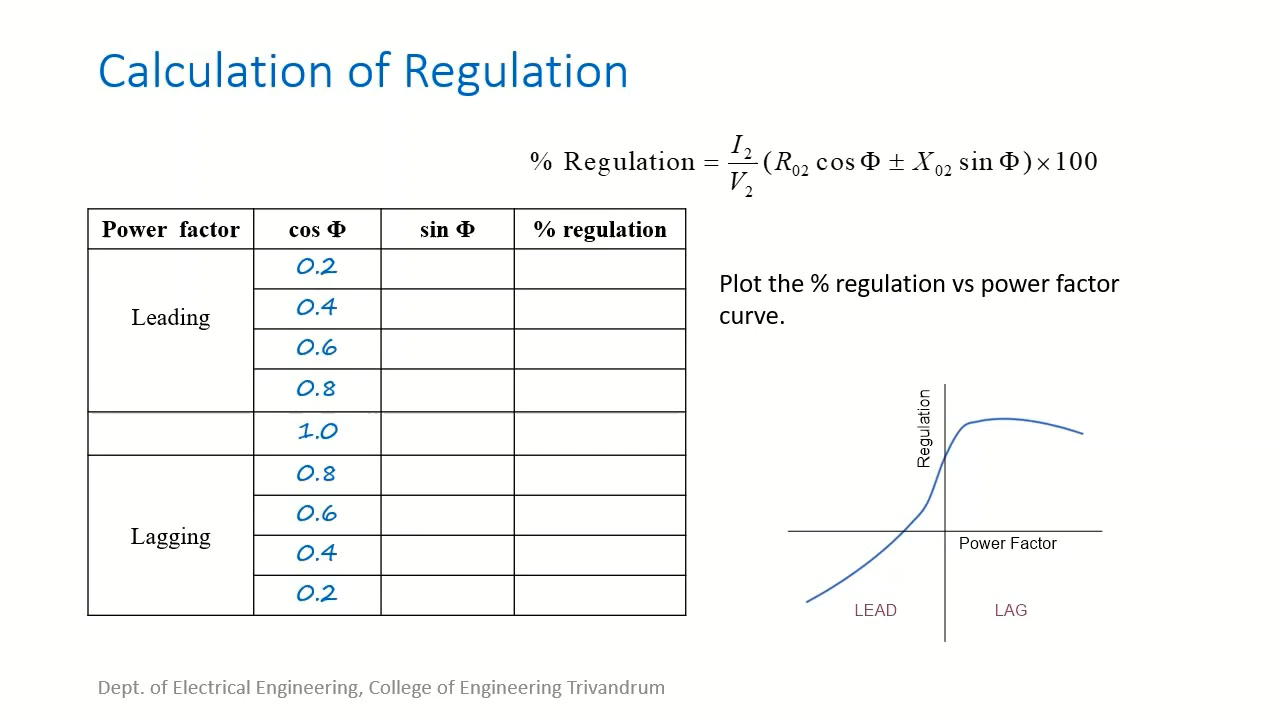 Calculation of Regulation
% Regulation = I₂/V₂ (R₀₂ cos Φ ± X₀₂ sin Φ) × 100
Power factor cos Φ sin Φ % regulation
Leading
0.2
0.4
0.6
0.8
1.0
Lagging
0.8
0.6
0.4
0.2
Plot the % regulation vs power factor
curve.
Regulation
Power Factor
LEAD LAG
Dept. of Electrical Engineering, College of Engineering Trivandrum